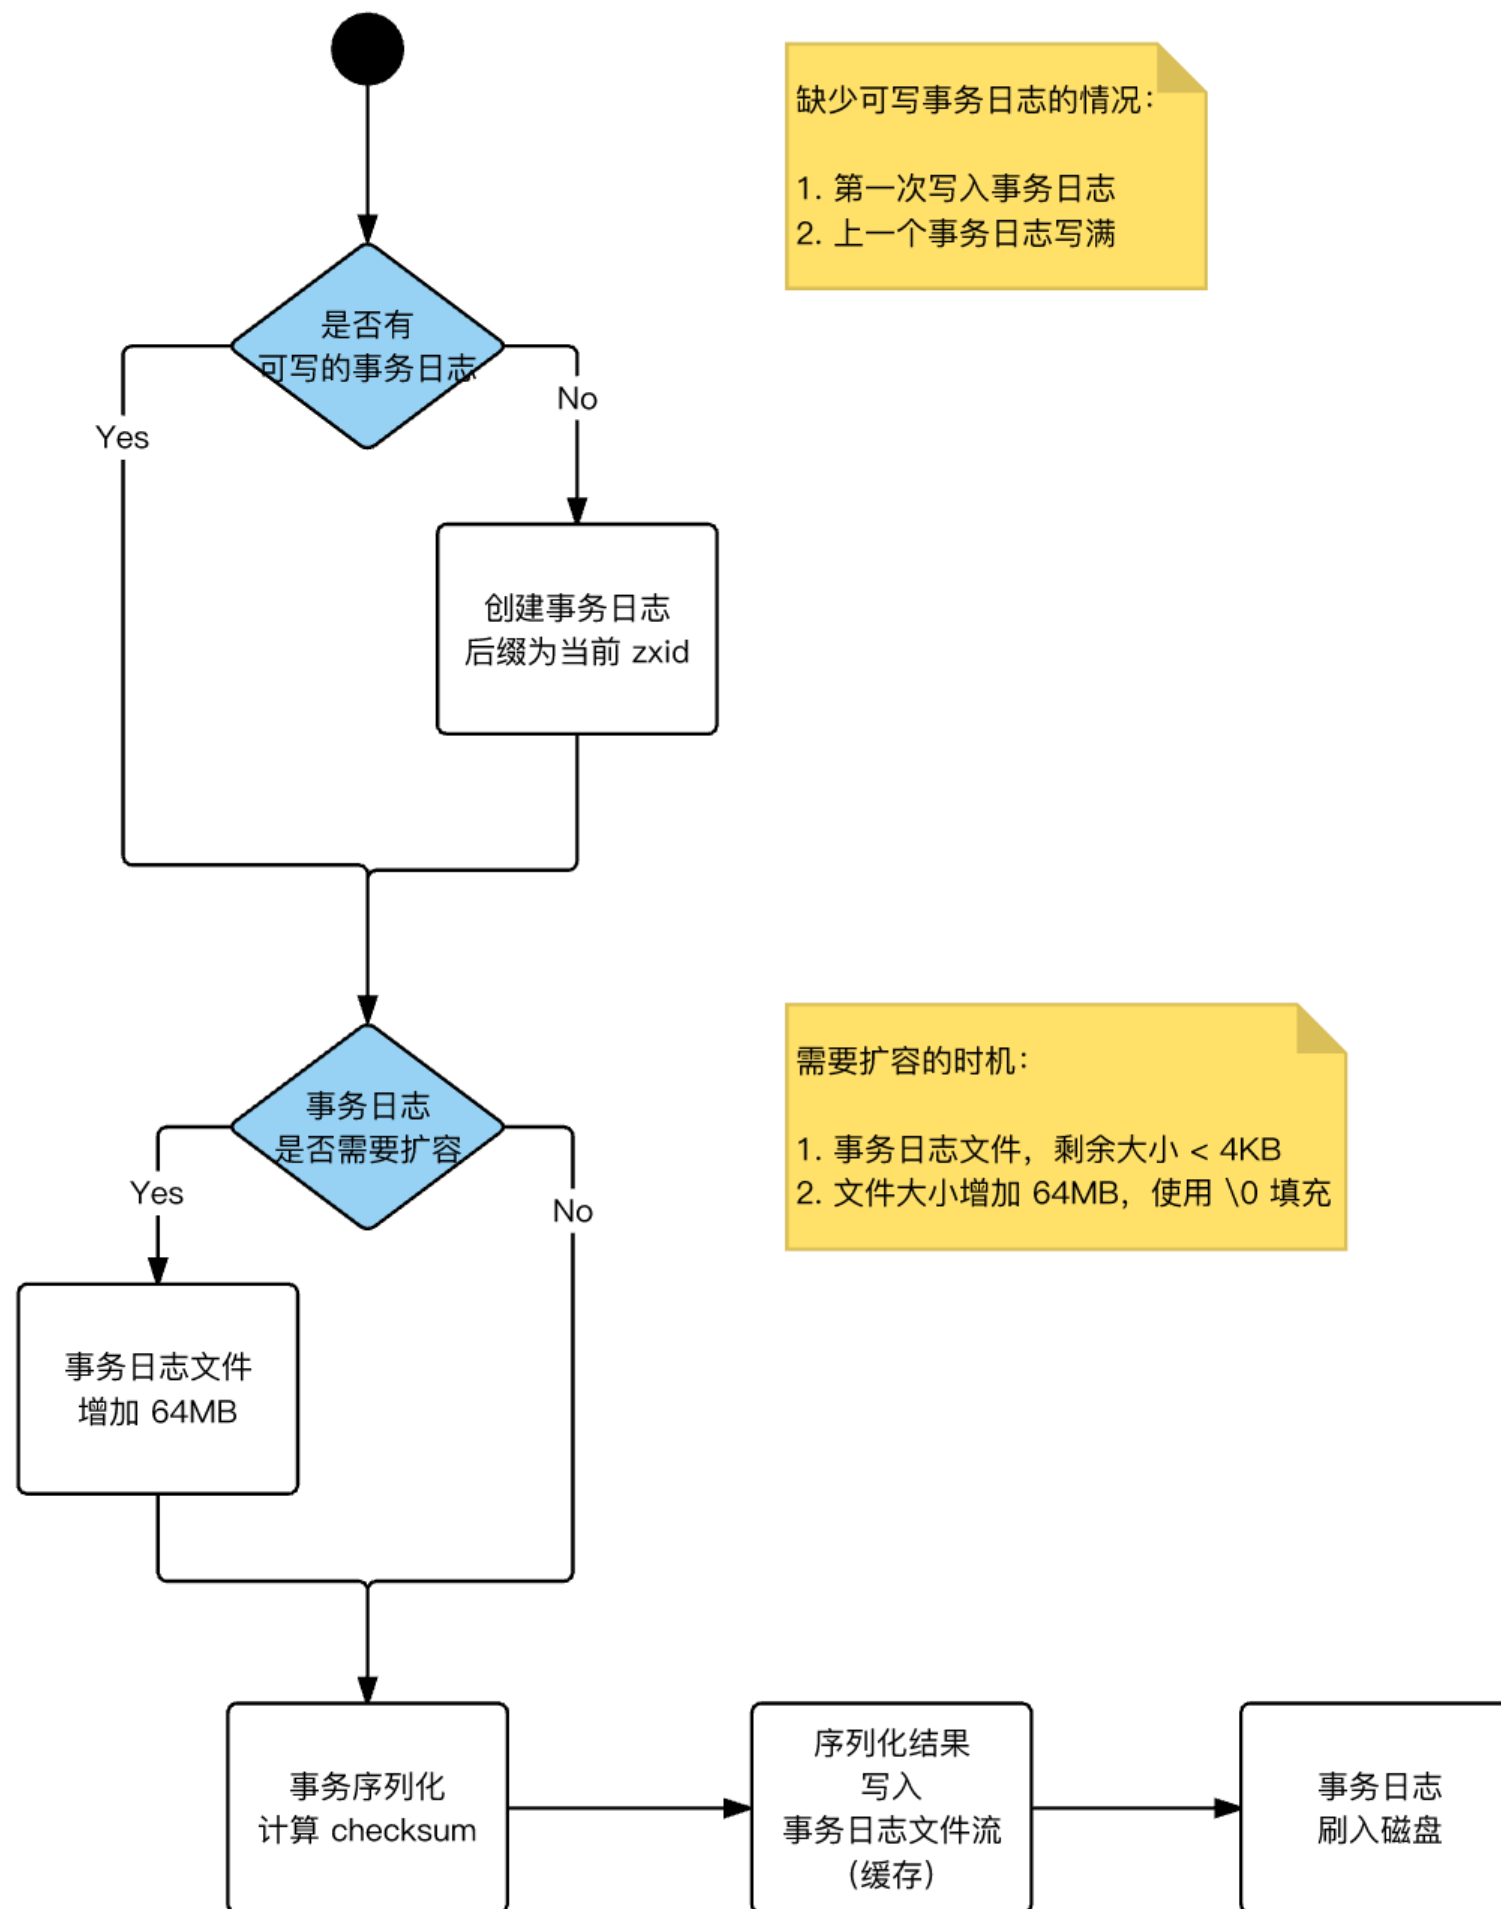 缺少可写事务日志的情况：
1. 第一次写入事务日志
2. 上一个事务日志写满
是否有
可写的事务日志
Yes
No
创建事务日志
后缀为当前 zxid
需要扩容的时机：
1. 事务日志文件，剩余大小 < 4KB
2. 文件大小增加 64MB，使用 \0 填充
事务日志
是否需要扩容
Yes
No
事务日志文件
增加 64MB
事务序列化
计算 checksum
序列化结果
写入
事务日志文件流
（缓存）
事务日志
刷入磁盘